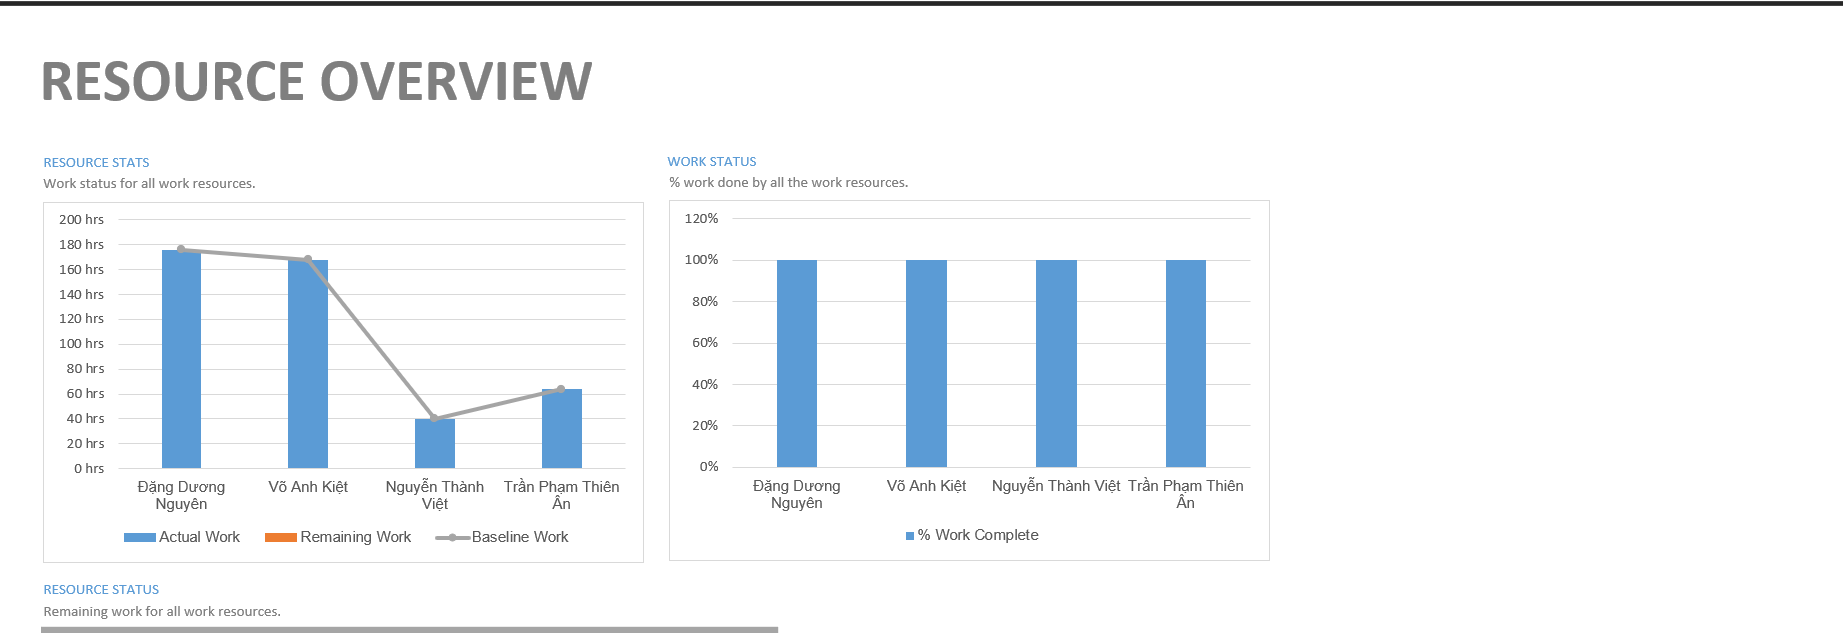 RESOURCE OVERVIEW
RESOURCE STATS
Work status for all work resources.
200 hrs
180 hrs
160 hrs
140 hrs
120 hrs
100 hrs
80 hrs
60 hrs
40 hrs
20 hrs
0 hrs
Đặng Dương
Nguyên
Võ Anh Kiệt
Nguyễn Thành
Việt
Trần Phạm Thiên
Ân
Actual Work
Remaining Work
Baseline Work
WORK STATUS
% work done by all the work resources.
120%
100%
80%
60%
40%
20%
0%
Đặng Dương
Nguyên
Võ Anh Kiệt
Nguyễn Thành Việt
Trần Phạm Thiên
Ân
% Work Complete
RESOURCE STATUS
Remaining work for all work resources.